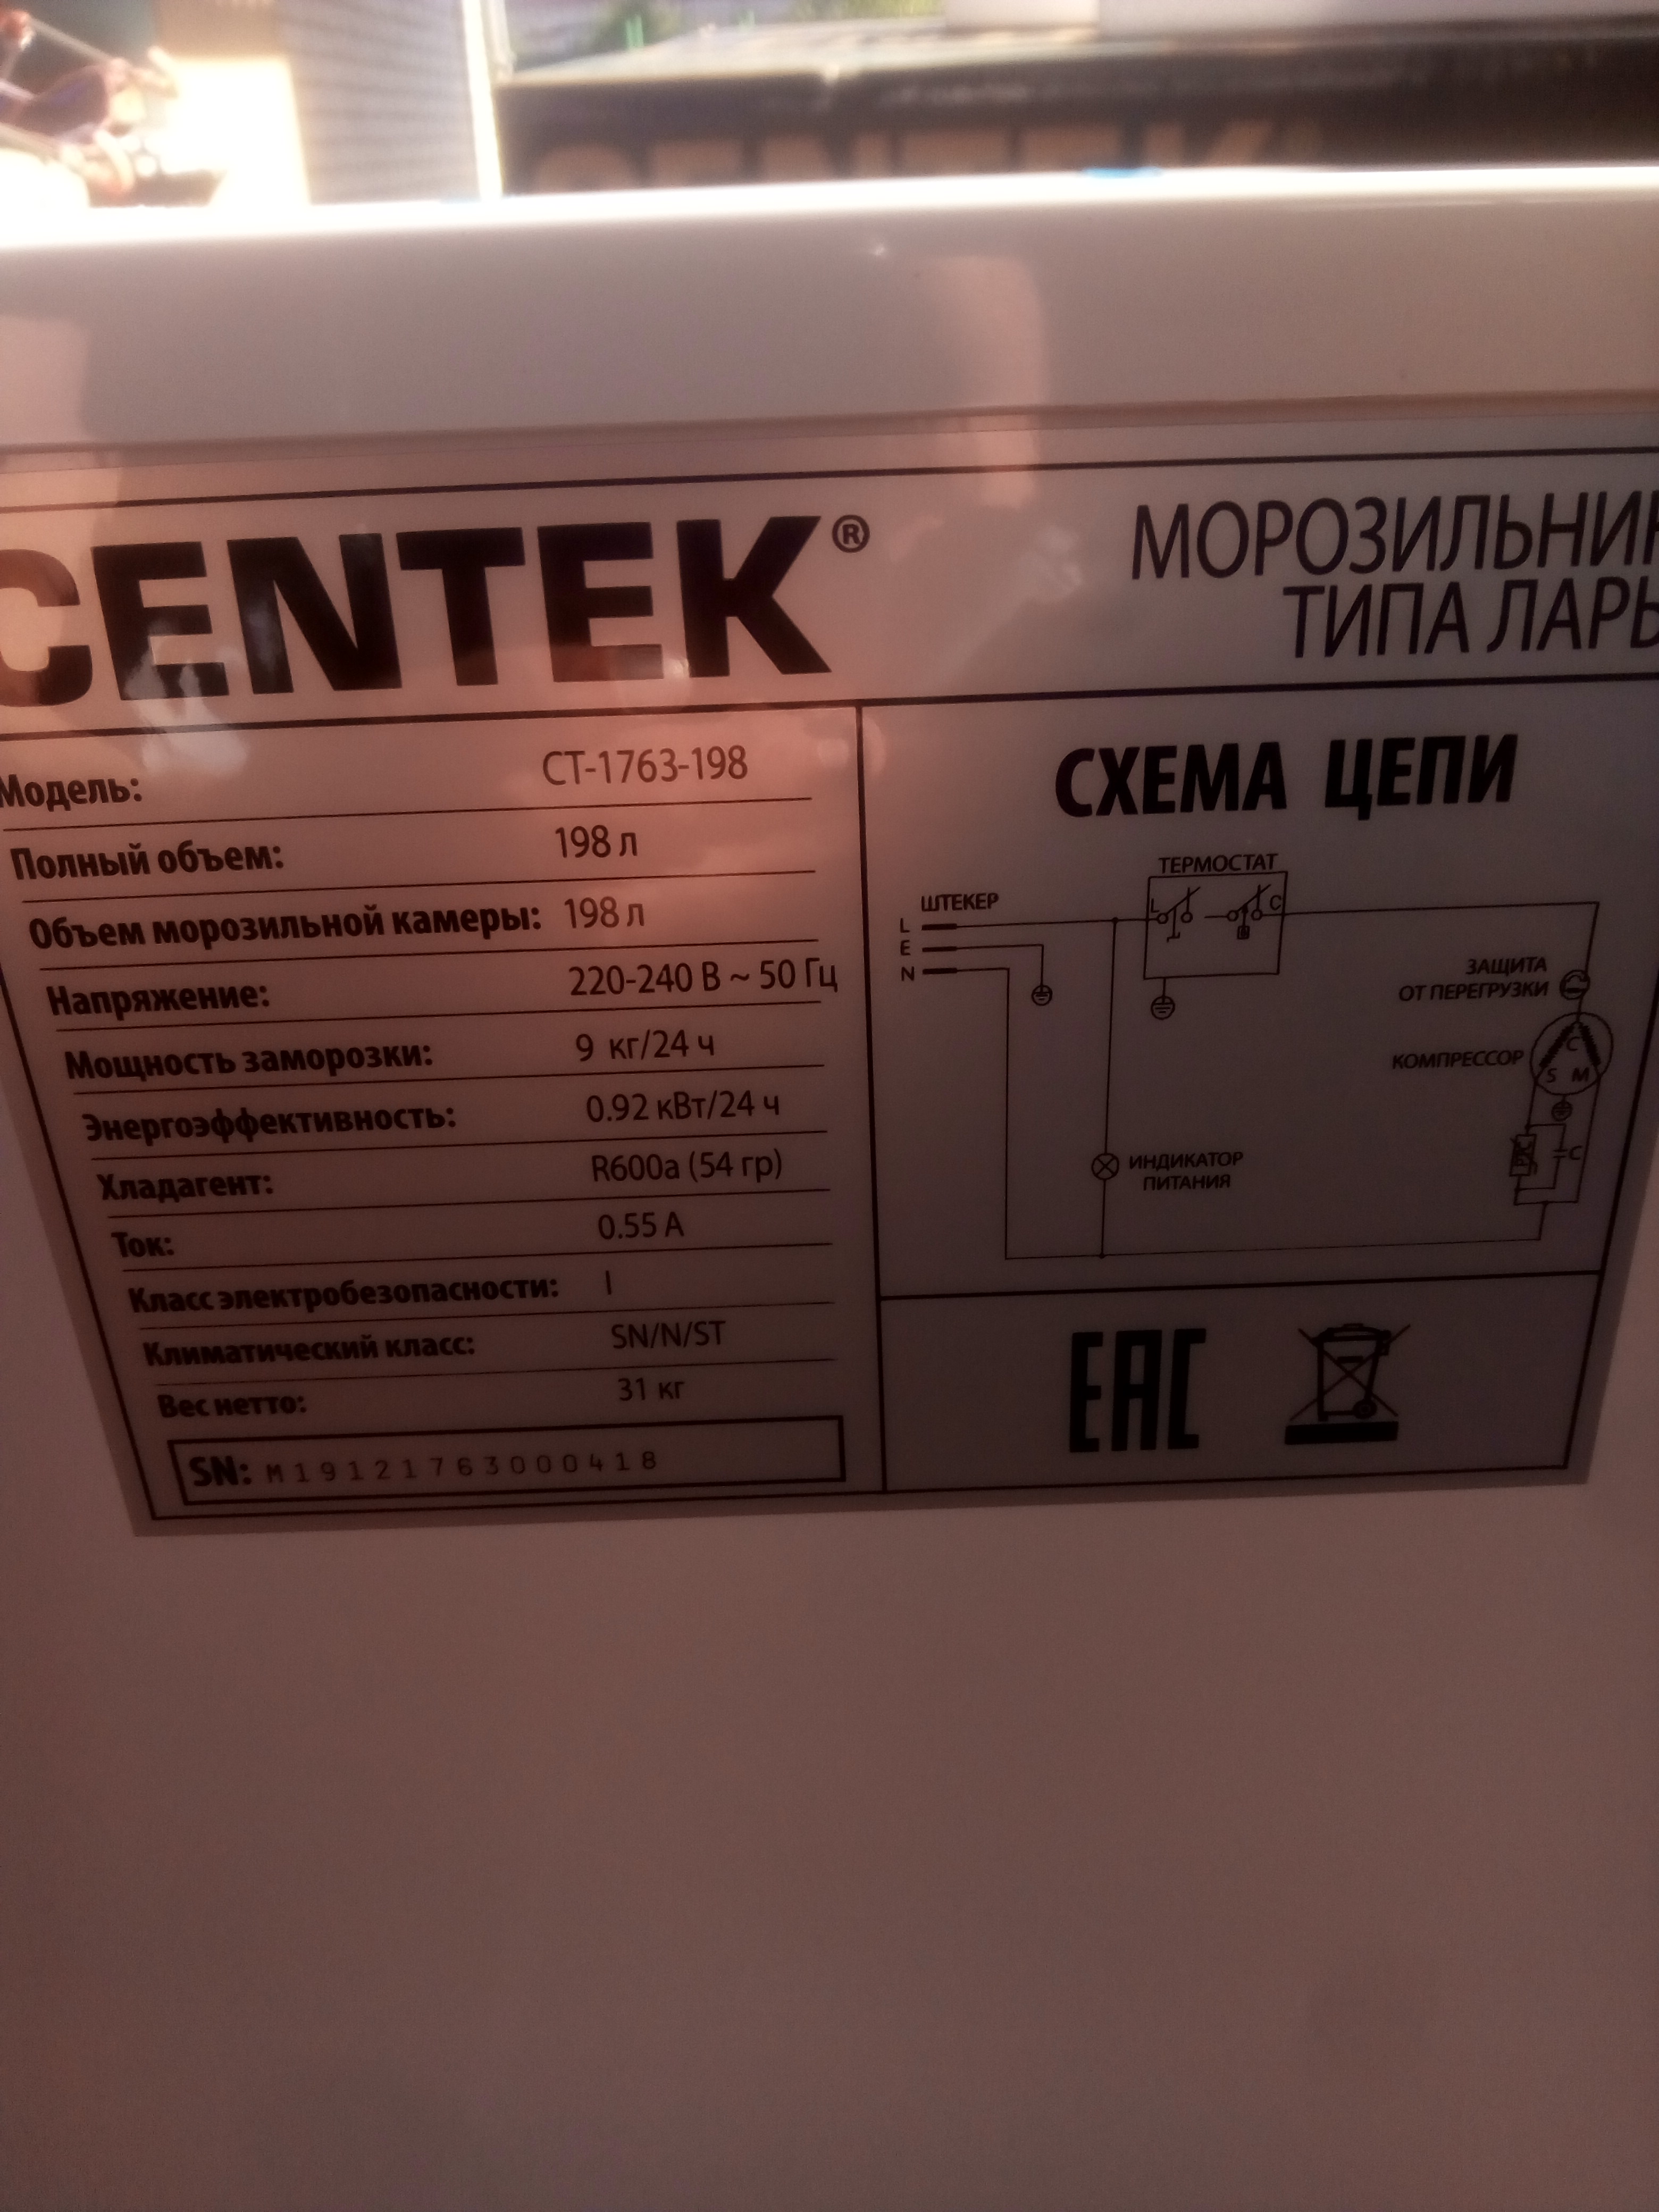 CENTEK®
МОРОЗИЛЬНИК
ТИПА ЛАРЬ
Модель: CT-1763-198
Полный объем: 198 л
Объем морозильной камеры: 198 л
Напряжение: 220-240 В ~ 50 Гц
Мощность заморозки: 9 кг/24 ч
Энергоэффективность: 0.92 кВт/24 ч
Хладагент: R600a (54 гр)
Ток: 0.55 А
Класс электробезопасности: I
Климатический класс: SN/N/ST
Вес нетто: 31 кг
SN: M19121763000418
СХЕМА ЦЕПИ
ТЕРМОСТАТ
ШТЕКЕР
L
E
N
L C
ЗАЩИТА
ОТ ПЕРЕГРУЗКИ
КОМПРЕССОР
C
S M
C
ИНДИКАТОР
ПИТАНИЯ
EAC